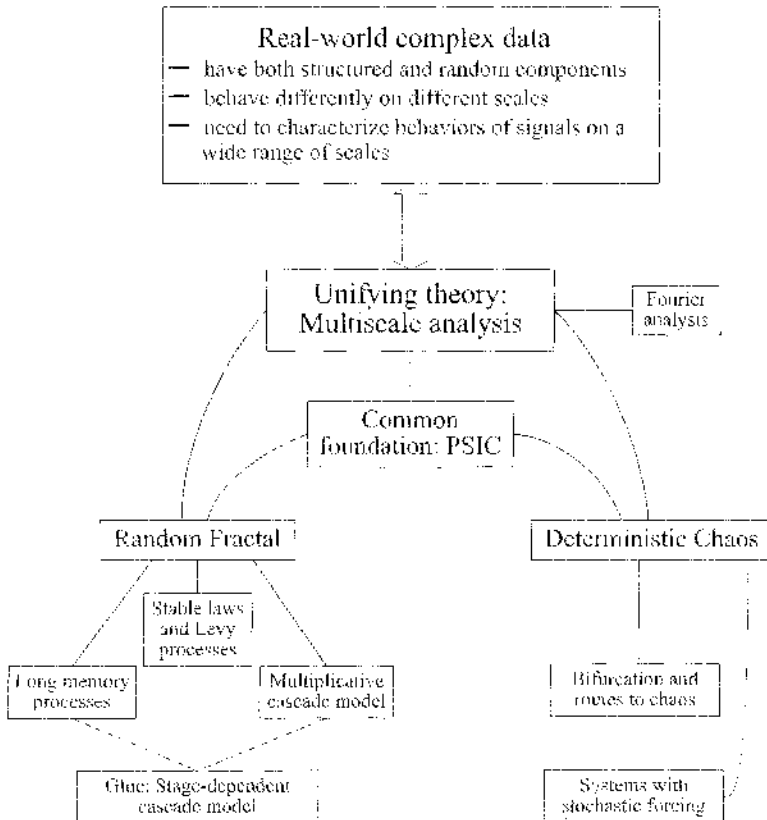 Real-world complex data
— have both structured and random components
— behave differently on different scales
— need to characterize behaviors of signals on a
wide range of scales
Unifying theory:
Multiscale analysis
Fourier
analysis
Common
foundation: PSIC
Random Fractal
Deterministic Chaos
Stable laws
and Levy
processes
Long memory
processes
Multiplicative
cascade model
Bifurcation and
routes to chaos
Glue: Stage-dependent
cascade model
Systems with
stochastic forcing